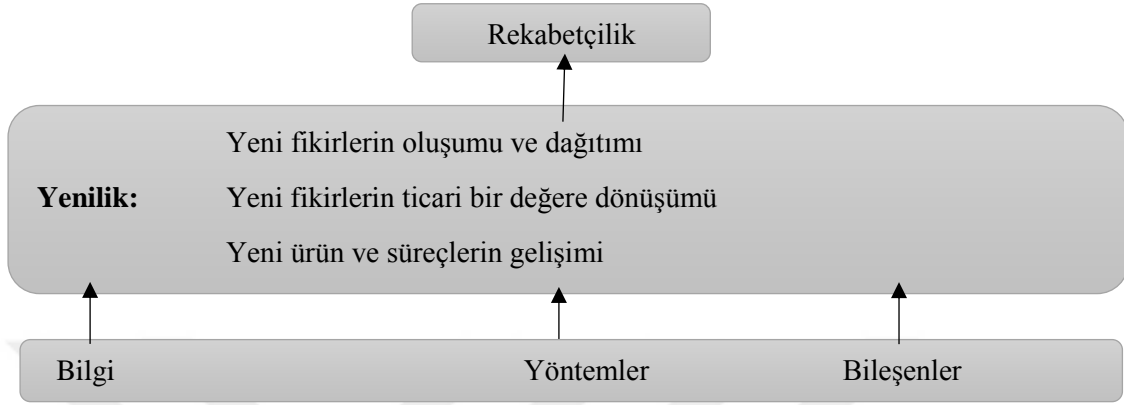 Rekabetçilik
Yeni fikirlerin oluşumu ve dağıtımı
Yenilik: Yeni fikirlerin ticari bir değere dönüşümü
Yeni ürün ve süreçlerin gelişimi
Bilgi Yöntemler Bileşenler